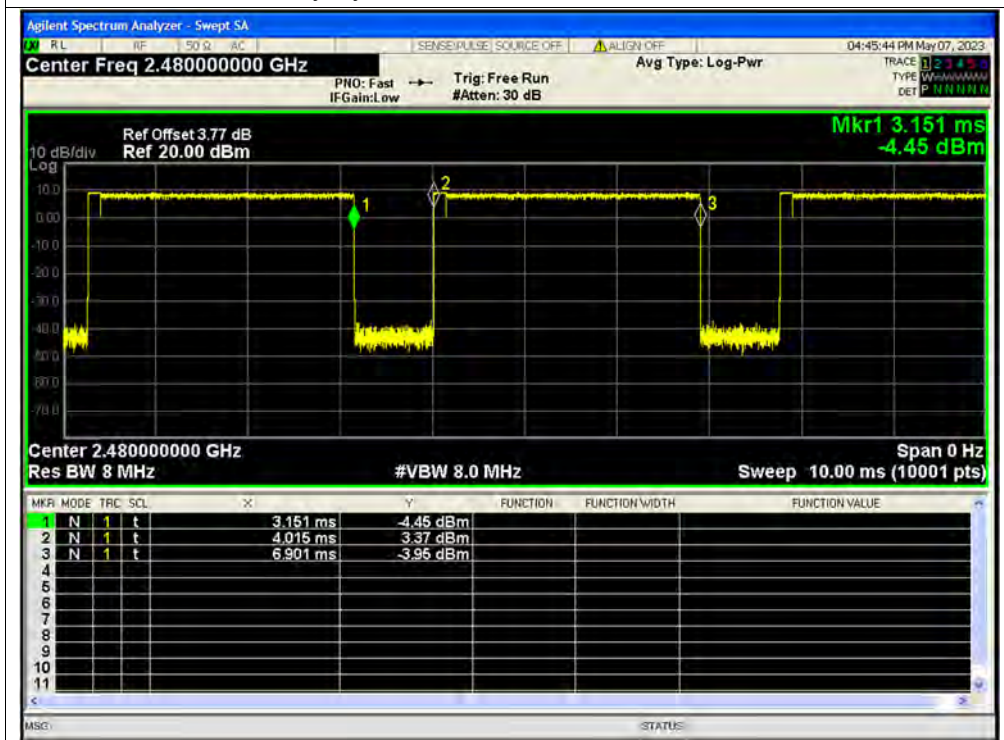 Agilent Spectrum Analyzer - Swept SA
RL RF 50 Ω AC SENSE:PULSE SOURCE OFF ALIGN OFF 04:45:44 PM May 07, 2023
Center Freq 2.480000000 GHz
PNO: Fast
IFGain:Low
Trig: Free Run
#Atten: 30 dB
Avg Type: Log-Pwr
TRACE 1 2 3 4 5 6
TYPE W
DET P N N N N N
Mkr1 3.151 ms
-4.45 dBm
Ref Offset 3.77 dB
10 dB/div Ref 20.00 dBm
Log
10.0
0.00
-10.0
-20.0
-30.0
-40.0
-50.0
-60.0
-70.0
1
2
3
Center 2.480000000 GHz Span 0 Hz
Res BW 8 MHz #VBW 8.0 MHz Sweep 10.00 ms (10001 pts)
MKR MODE TRC SCL X Y FUNCTION FUNCTION WIDTH FUNCTION VALUE
1 N 1 t 3.151 ms -4.45 dBm
2 N 1 t 4.015 ms 3.37 dBm
3 N 1 t 6.901 ms -3.95 dBm
4
5
6
7
8
9
10
11
MSG STATUS